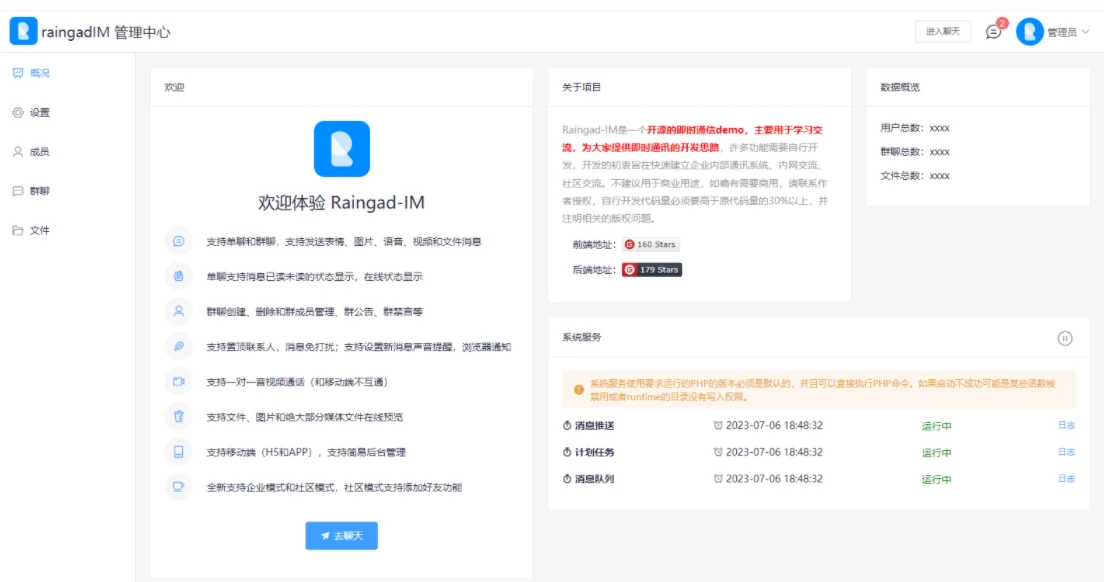 raingadIM 管理中心
进入聊天
2
管理员
概况
设置
成员
群聊
文件
欢迎
欢迎体验 Raingad-IM
支持单聊和群聊，支持发送表情、图片、语音、视频和文件消息
单聊支持消息已读未读的状态显示，在线状态显示
群聊创建、删除和群成员管理、群公告、群禁言等
支持置顶联系人，消息免打扰；支持设置新消息声音提醒，浏览器通知
支持一对一音视频通话（和移动端不互通）
支持文件、图片和绝大部分媒体文件在线预览
支持移动端（H5和APP），支持简易后台管理
全新支持企业模式和社区模式，社区模式支持添加好友功能
去聊天
关于项目
Raingad-IM是一个开源的即时通信demo，主要用于学习交
流，为大家提供即时通讯的开发思路，许多功能需要自行开
发，开发的初衷旨在快速建立企业内部通讯系统、内网交流、
社区交流。不建议用于商业用途，如确有需要商用，请联系作
者授权，自行开发代码量必须要高于原代码量的30%以上，并
注明相关的版权问题。
前端地址： G 160 Stars
后端地址： G 179 Stars
数据概览
用户总数：xxxx
群聊总数：xxxx
文件总数：xxxx
系统服务
系统服务使用要求运行的PHP的版本必须是默认的，并且可以直接执行PHP命令。如果启动不成功可能是某些函数被
禁用或者runtime的目录没有写入权限。
消息推送 2023-07-06 18:48:32 运行中 日志
计划任务 2023-07-06 18:48:32 运行中 日志
消息队列 2023-07-06 18:48:32 运行中 日志